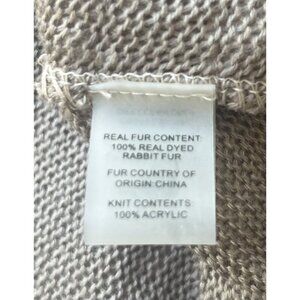 REAL FUR CONTENT:
100% REAL DYED
RABBIT FUR
FUR COUNTRY OF
ORIGIN:CHINA
KNIT CONTENTS:
100% ACRYLIC